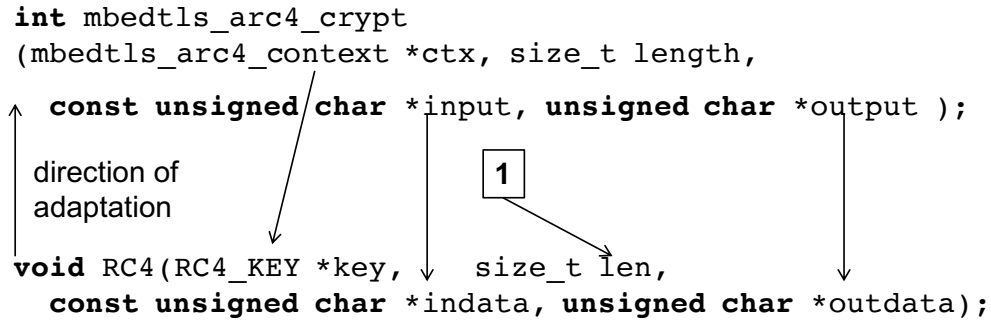 int mbedtls_arc4_crypt
(mbedtls_arc4_context *ctx, size_t length,
const unsigned char *input, unsigned char *output );
direction of
adaptation
1
void RC4(RC4_KEY *key, size_t len,
const unsigned char *indata, unsigned char *outdata);